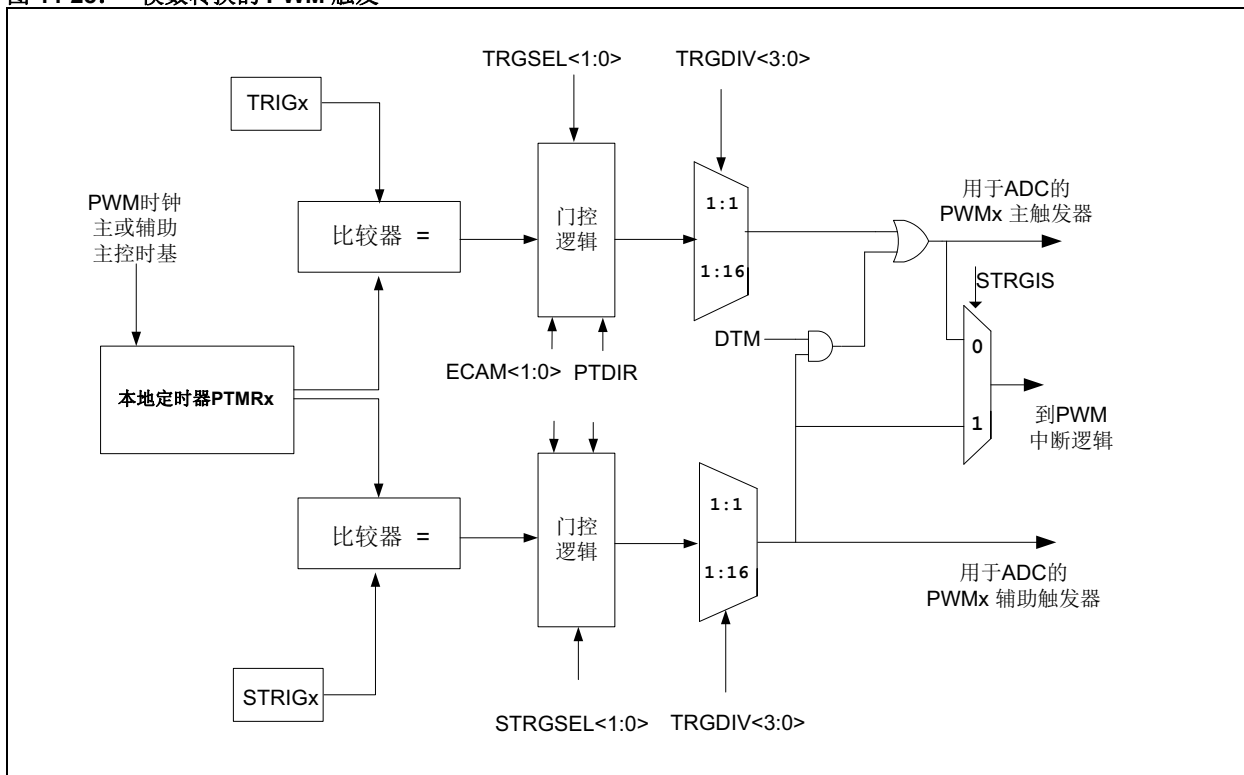 TRGSEL<1:0>
TRGDIV<3:0>
TRIGx
PWM时钟
主或辅助
主控时基
比较器 =
门控
逻辑
1:1
1:16
用于ADC的
PWMx 主触发器
STRGIS
DTM
0
1
ECAM<1:0>
PTDIR
本地定时器PTMRx
到PWM
中断逻辑
比较器 =
门控
逻辑
1:1
1:16
用于ADC的
PWMx 辅助触发器
STRIGx
STRGSEL<1:0>
TRGDIV<3:0>